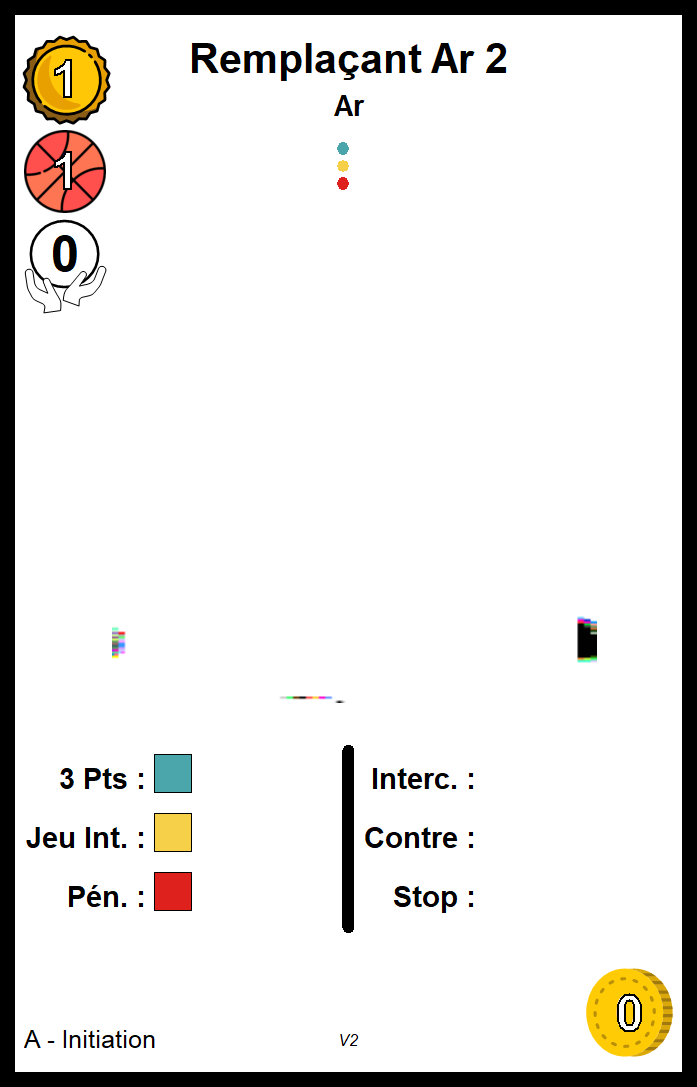 1
Remplaçant Ar 2
Ar
1
0
3 Pts :
Interc. :
Jeu Int. :
Contre :
Pén. :
Stop :
0
A - Initiation
V2